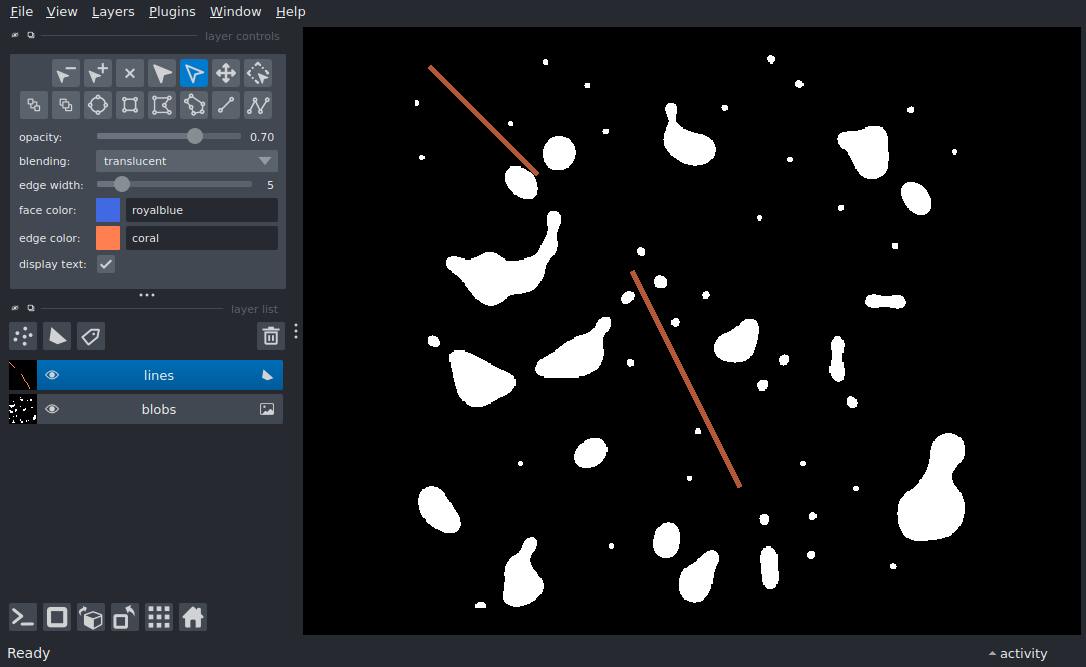 File View Layers Plugins Window Help
layer controls
opacity: 0.70
blending: translucent
edge width: 5
face color: royalblue
edge color: coral
display text:
layer list
lines
blobs
Ready
activity